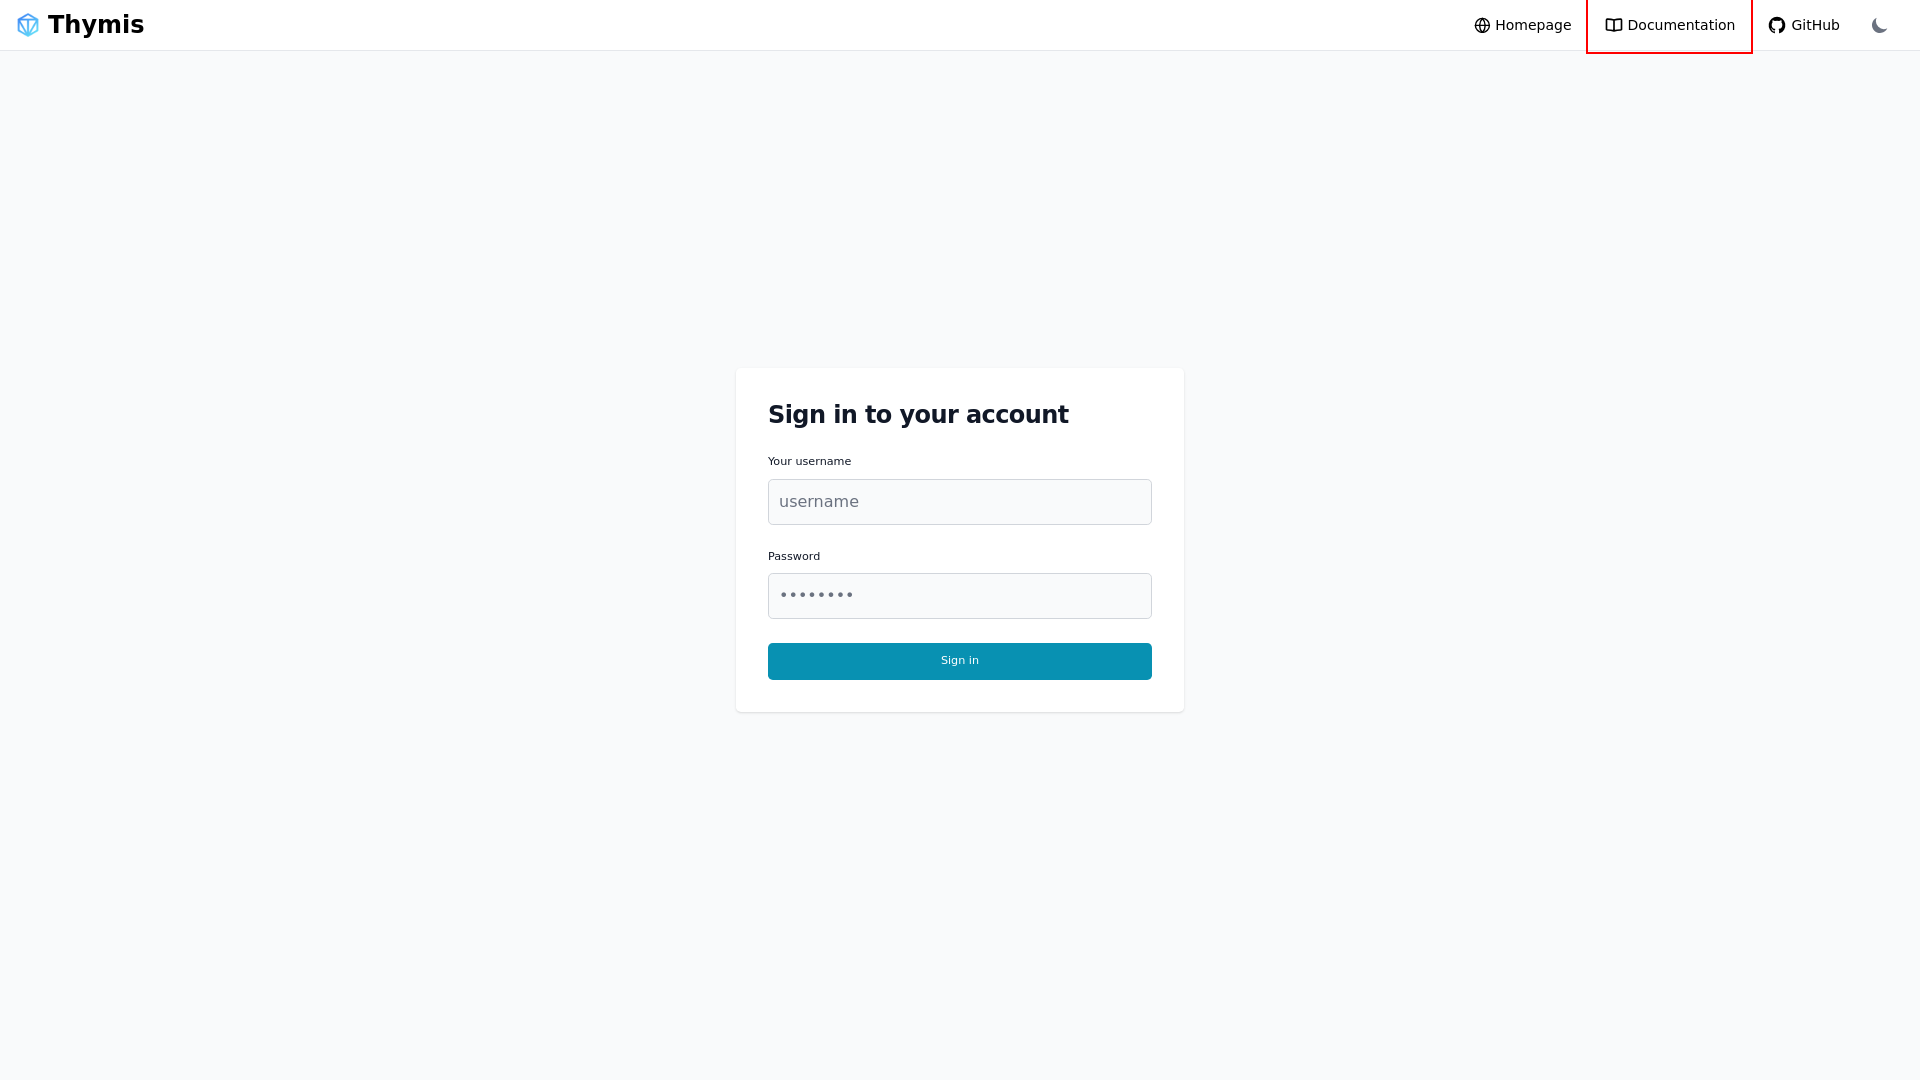 Thymis
Homepage
Documentation
GitHub
Sign in to your account
Your username
username
Password
••••••••
Sign in